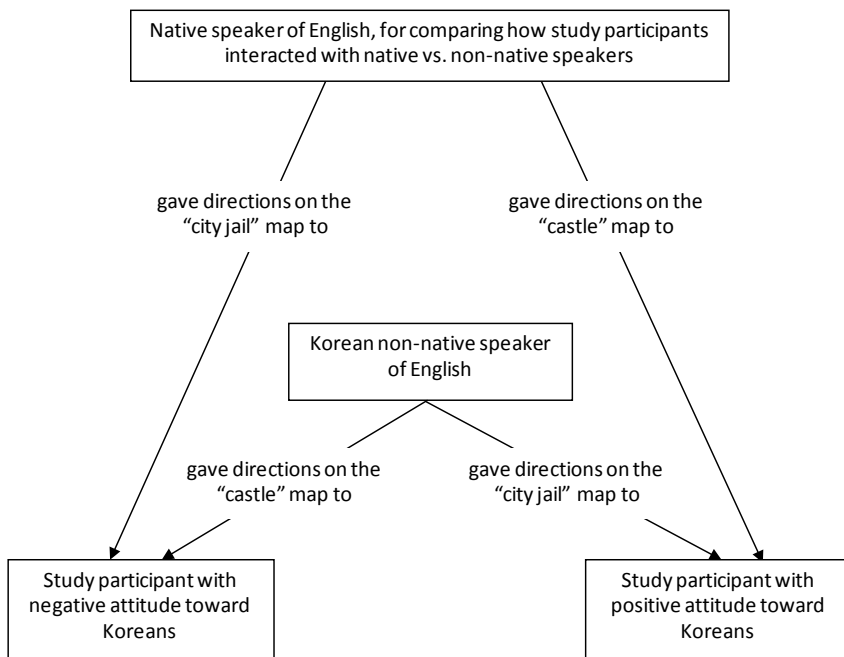 Native speaker of English, for comparing how study participants
interacted with native vs. non-native speakers
gave directions on the
“city jail” map to
gave directions on the
“castle” map to
Korean non-native speaker
of English
gave directions on the
“castle” map to
gave directions on the
“city jail” map to
Study participant with
negative attitude toward
Koreans
Study participant with
positive attitude toward
Koreans